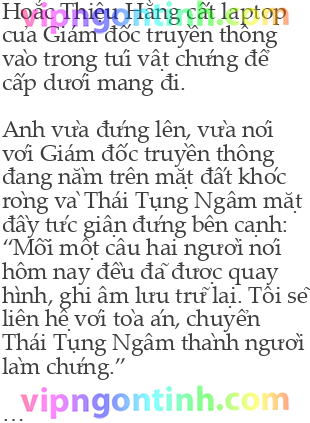 Hoắc Thiệu Hằng cất laptop
của Giám đốc truyền thông
vào trong túi vật chứng để
cấp dưới mang đi.
Anh vừa đứng lên, vừa nói
với Giám đốc truyền thông
đang nằm trên mặt đất khóc
ròng và Thái Tụng Ngâm mặt
đầy tức giận đứng bên cạnh:
“Mỗi một câu hai người nói
hôm nay đều đã được quay
hình, ghi âm lưu trữ lại. Tôi sẽ
liên hệ với toà án, chuyển
Thái Tụng Ngâm thành người
làm chứng.”
vipngontinh.com
…